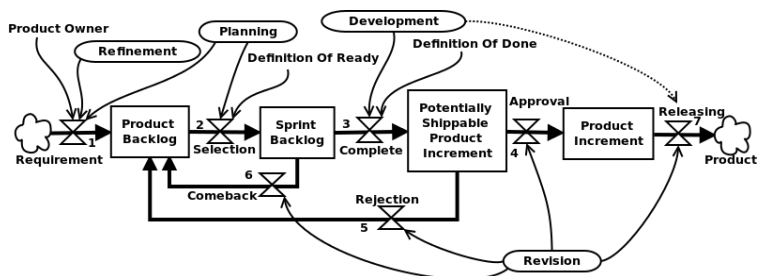 Product Owner
Refinement
Planning
Definition Of Ready
Development
Definition Of Done
Requirement
1
Product
Backlog
2
Selection
Sprint
Backlog
3
Complete
Potentially
Shippable
Product
Increment
Approval
4
Product
Increment
Releasing
7
Product
6
Comeback
Rejection
5
Revision